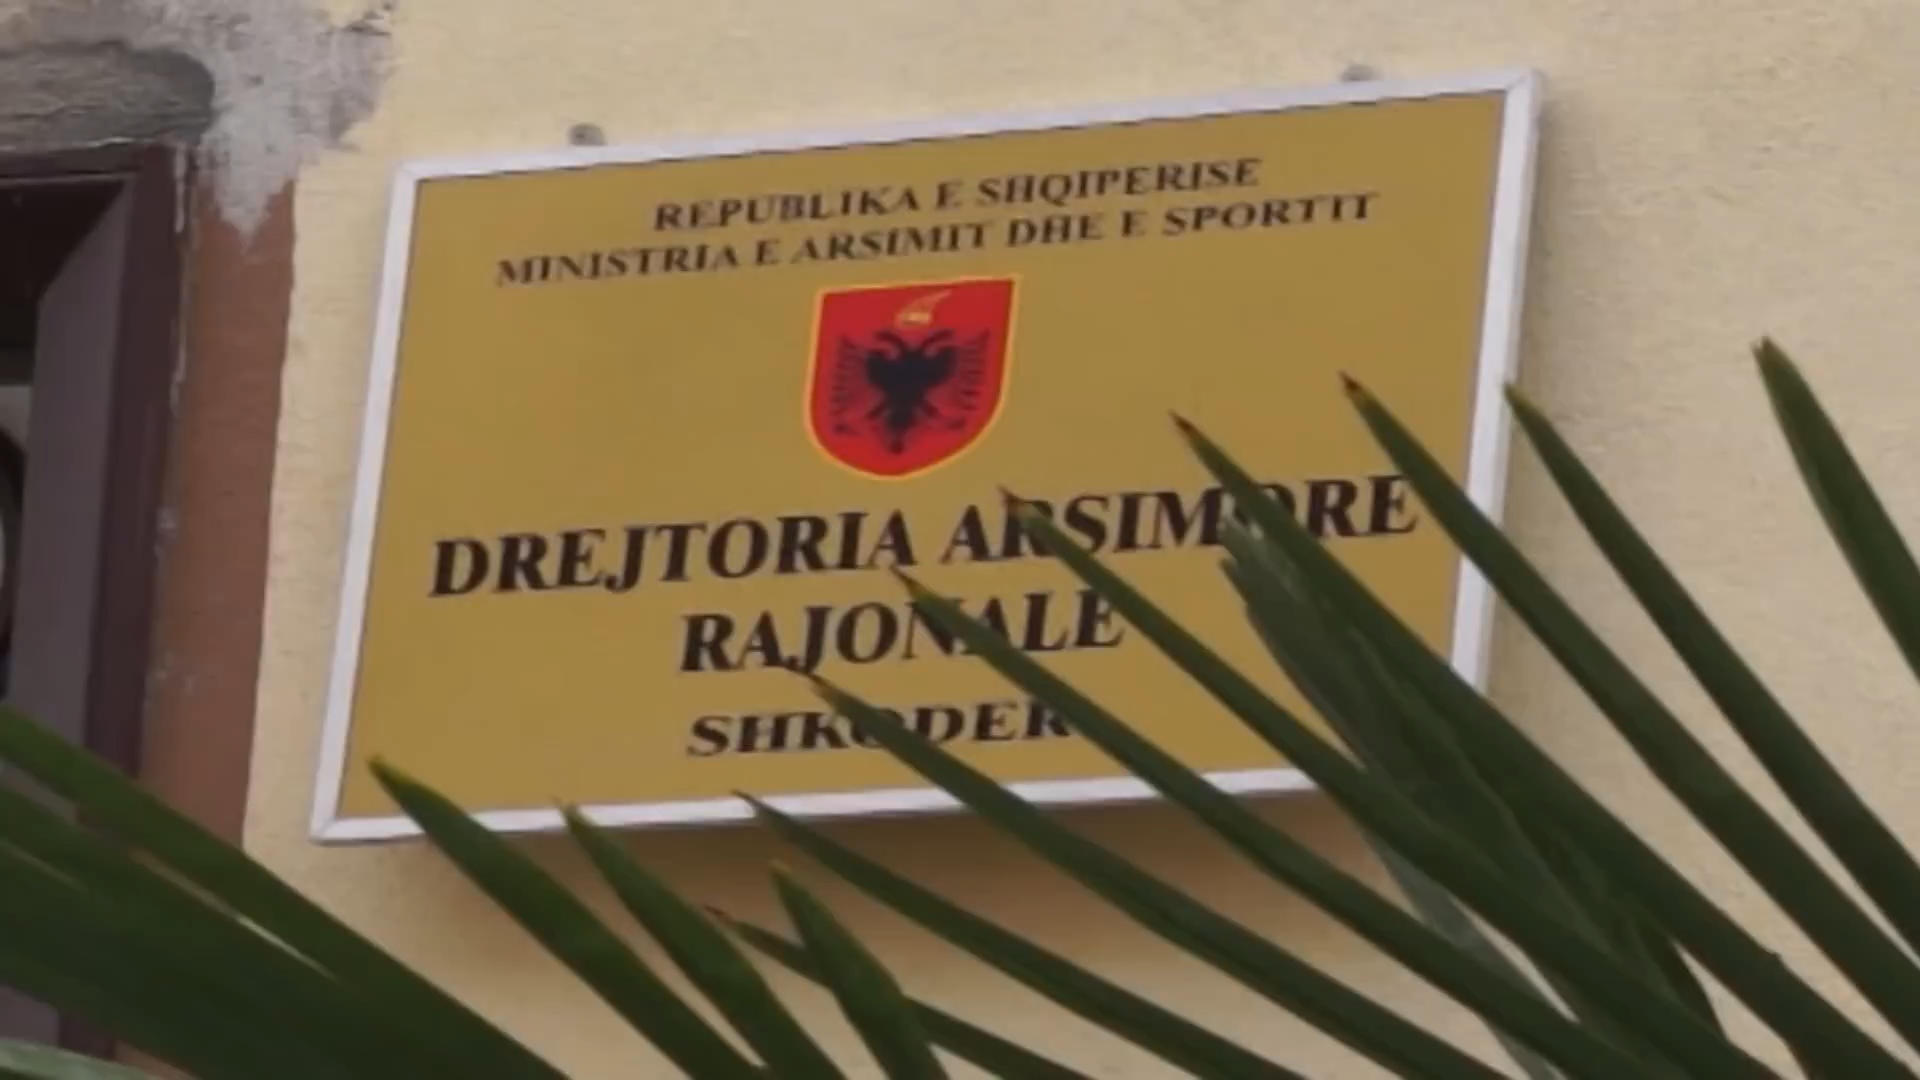 REPUBLIKA E SHQIPERISE
MINISTRIA E ARSIMIT DHE E SPORTIT
DREJTORIA ARSIMORE
RAJONALE
SHKODER